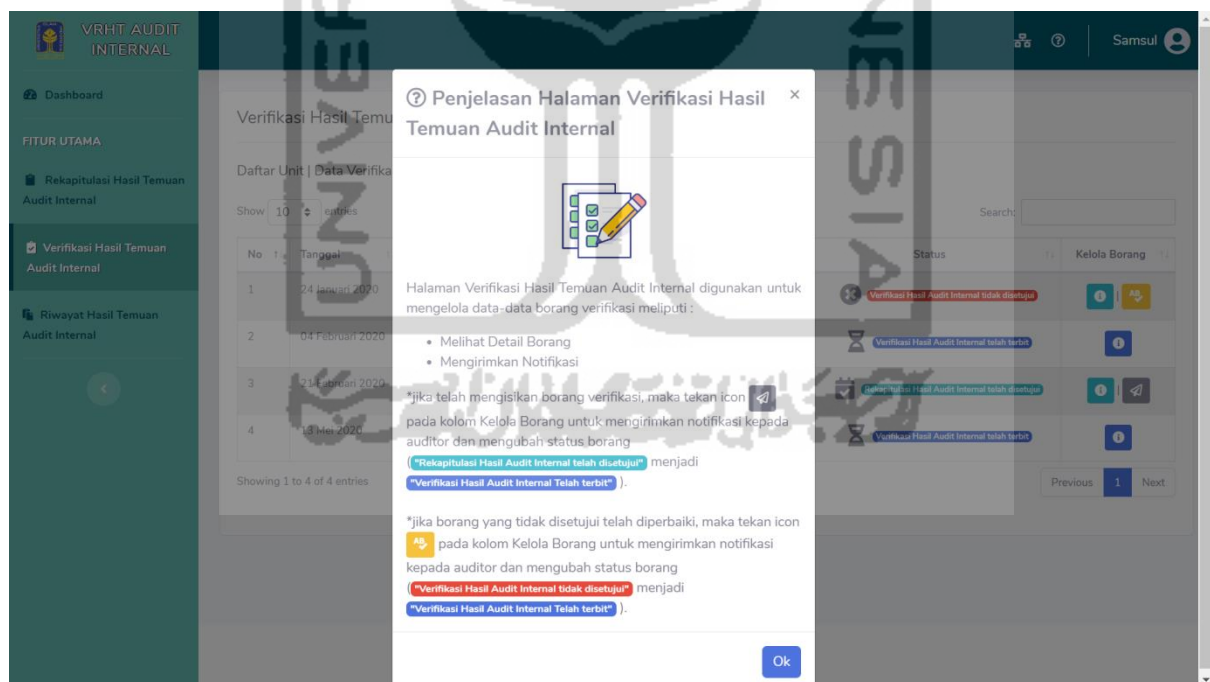 VRHT AUDIT
INTERNAL
Samsul
Dashboard
FITUR UTAMA
Rekapitulasi Hasil Temuan
Audit Internal
Verifikasi Hasil Temuan
Audit Internal
Riwayat Hasil Temuan
Audit Internal
Verifikasi Hasil Temu
Daftar Unit | Data Verifika
Show 10 entries
Search:
No Tanggal Status Kelola Borang
1 24 Januari 2020 Verifikasi Hasil Audit Internal tidak disetujui
2 04 Februari 2020 Verifikasi Hasil Audit Internal telah terbit
3 21 Februari 2020 Rekapitulasi Hasil Audit Internal telah disetujui
4 13 Mei 2020 Verifikasi Hasil Audit Internal telah terbit
Showing 1 to 4 of 4 entries
Previous 1 Next
Penjelasan Halaman Verifikasi Hasil ×
Temuan Audit Internal
Halaman Verifikasi Hasil Temuan Audit Internal digunakan untuk
mengelola data-data borang verifikasi meliputi :
• Melihat Detail Borang
• Mengirimkan Notifikasi
*jika telah mengisikan borang verifikasi, maka tekan icon
pada kolom Kelola Borang untuk mengirimkan notifikasi kepada
auditor dan mengubah status borang
("Rekapitulasi Hasil Audit Internal telah disetujui") menjadi
"Verifikasi Hasil Audit Internal Telah terbit" ).
*jika borang yang tidak disetujui telah diperbaiki, maka tekan icon
pada kolom Kelola Borang untuk mengirimkan notifikasi
kepada auditor dan mengubah status borang
("Verifikasi Hasil Audit Internal tidak disetujui") menjadi
"Verifikasi Hasil Audit Internal Telah terbit" ).
Ok